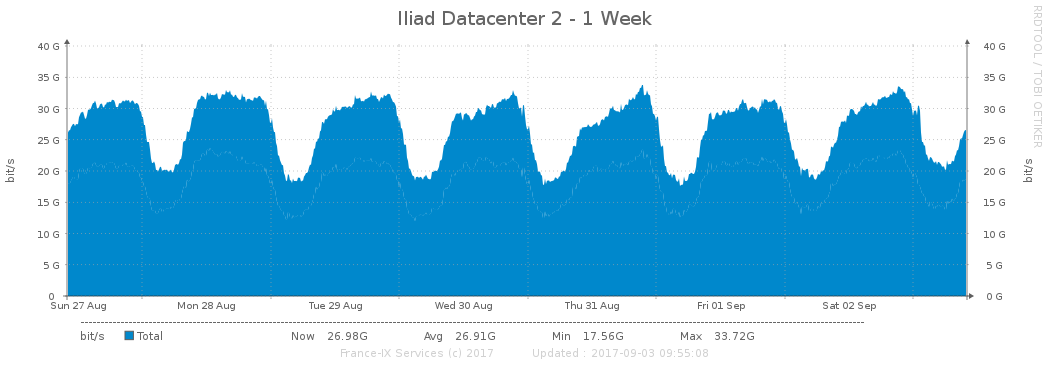 Iliad Datacenter 2 - 1 Week
RRDTOOL / TOBI OETIKER
40 G 40 G
35 G 35 G
30 G 30 G
25 G 25 G
20 G 20 G
15 G 15 G
10 G 10 G
5 G 5 G
0 0 G
bit/s
bit/s
Sun 27 Aug Mon 28 Aug Tue 29 Aug Wed 30 Aug Thu 31 Aug Fri 01 Sep Sat 02 Sep
bit/s Total Now 26.98G Avg 26.91G Min 17.56G Max 33.72G
France-IX Services (c) 2017 Updated : 2017-09-03 09:55:08